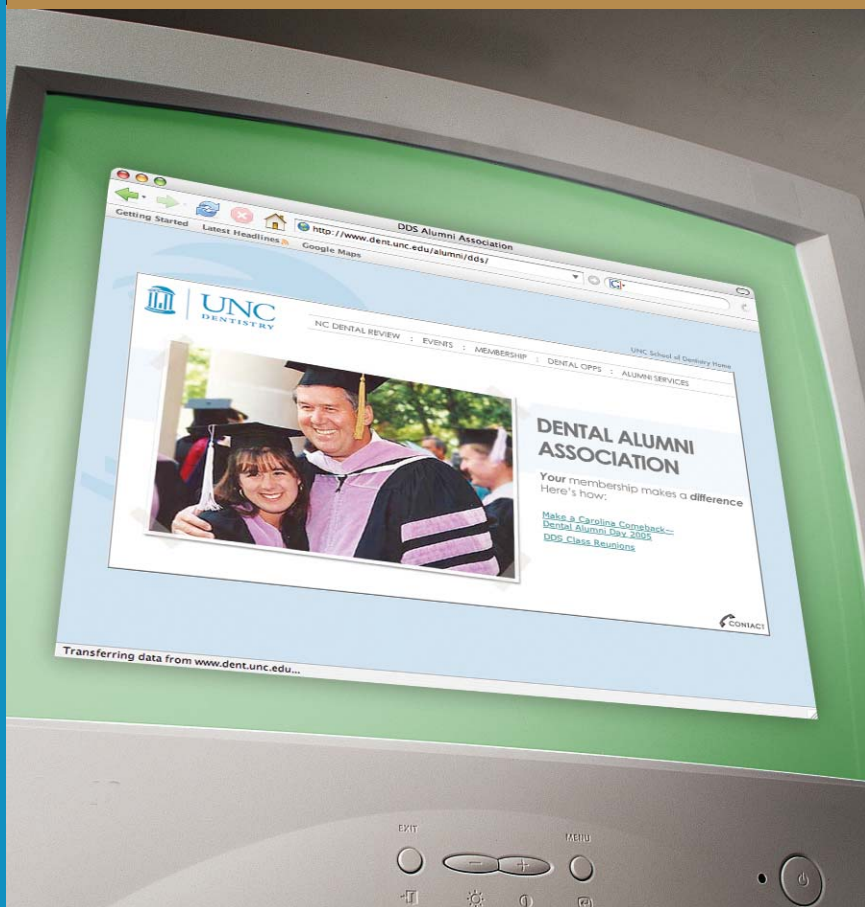 DDS Alumni Association
http://www.dent.unc.edu/alumni/dds/
Getting Started Latest Headlines Google Maps
UNC School of Dentistry Home
UNC
DENTISTRY
NC DENTAL REVIEW : EVENTS : MEMBERSHIP : DENTAL OPPS : ALUMNI SERVICES
DENTAL ALUMNI
ASSOCIATION
Your membership makes a difference
Here's how:
Make a Carolina Comeback—
Dental Alumni Day 2005
DDS Class Reunions
CONTACT
Transferring data from www.dent.unc.edu...
EXIT
MENU